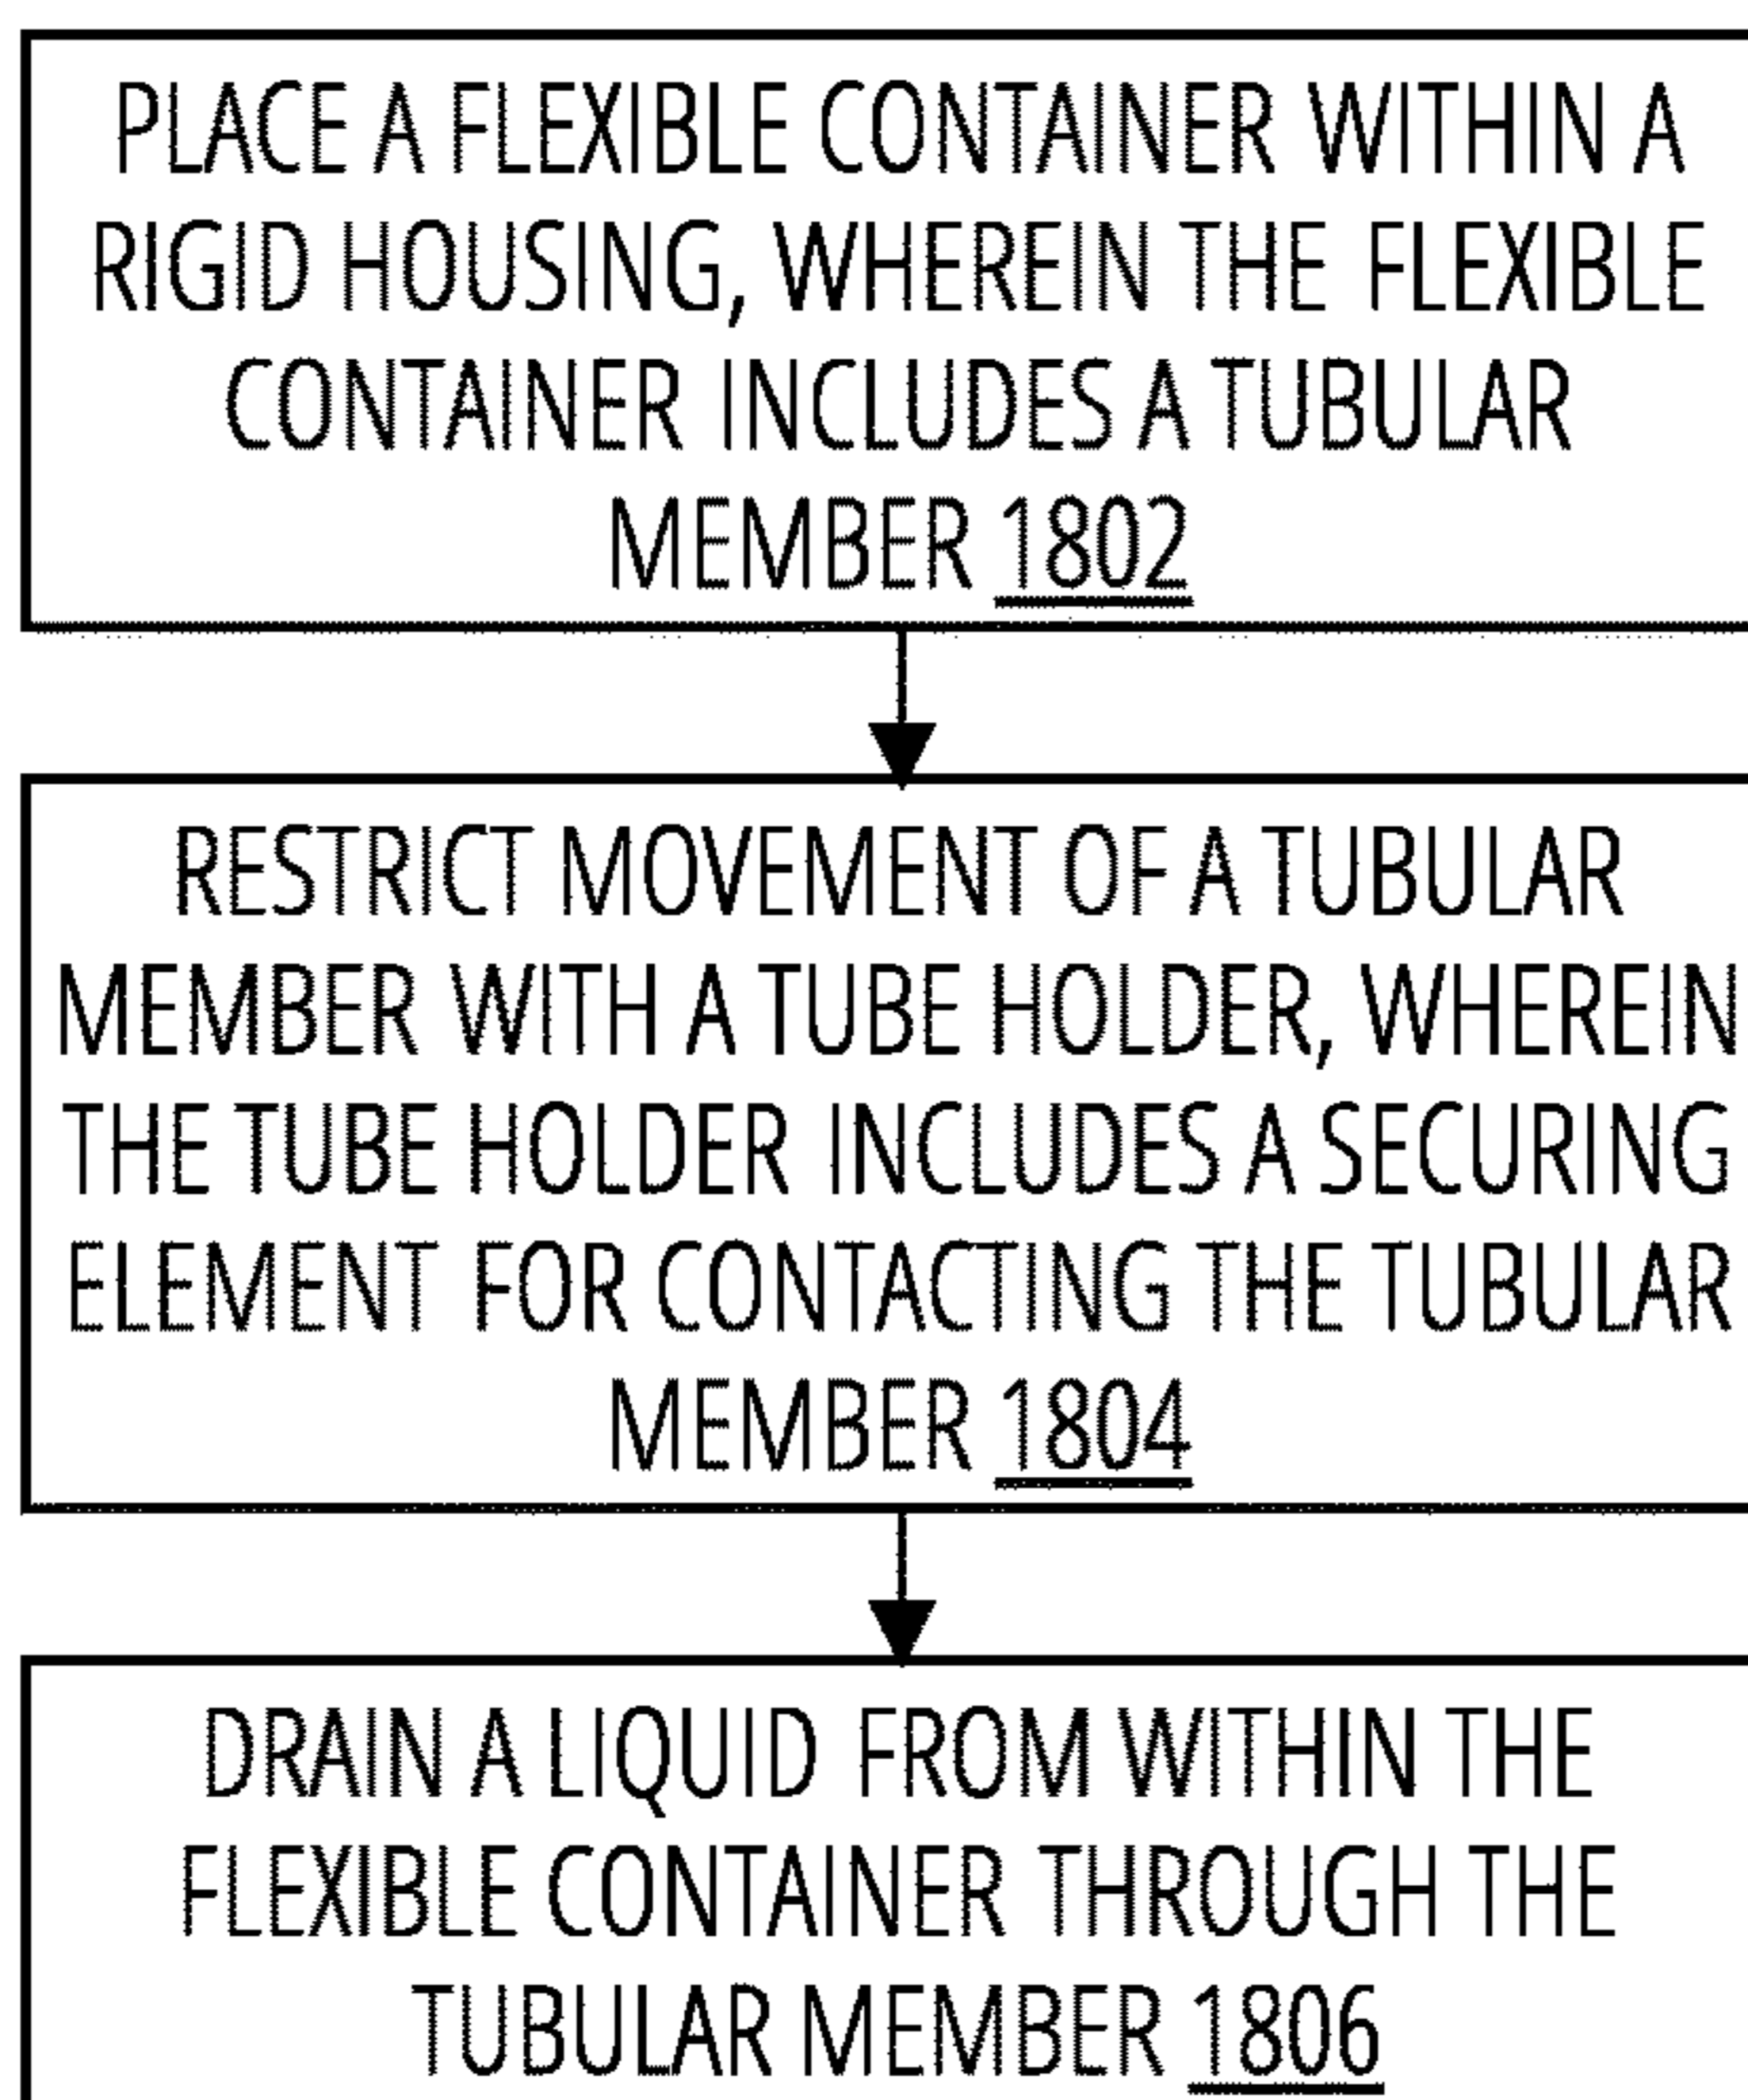 PLACE A FLEXIBLE CONTAINER WITHIN A
RIGID HOUSING, WHEREIN THE FLEXIBLE
CONTAINER INCLUDES A TUBULAR
MEMBER 1802
RESTRICT MOVEMENT OF A TUBULAR
MEMBER WITH A TUBE HOLDER, WHEREIN
THE TUBE HOLDER INCLUDES A SECURING
ELEMENT FOR CONTACTING THE TUBULAR
MEMBER 1804
DRAIN A LIQUID FROM WITHIN THE
FLEXIBLE CONTAINER THROUGH THE
TUBULAR MEMBER 1806